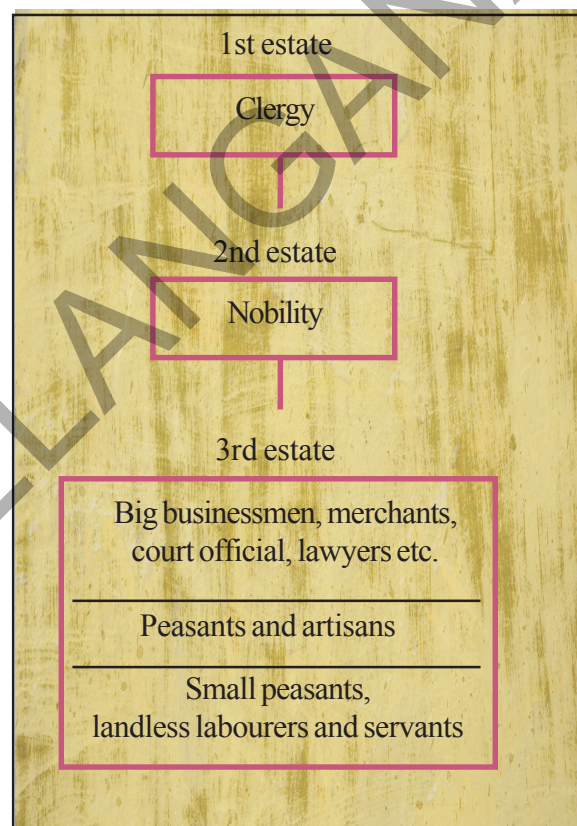 1st estate
Clergy
2nd estate
Nobility
3rd estate
Big businessmen, merchants,
court official, lawyers etc.
Peasants and artisans
Small peasants,
landless labourers and servants